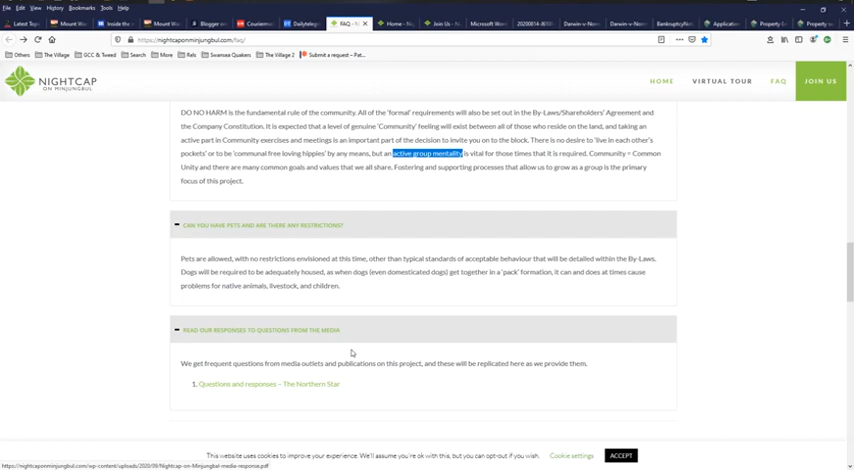 File Edit View History Bookmarks Tools Help
Latest Topi
Mount Work
Inside the v
Mount Wo
Blogger e
Couriermail
Dailytelegr
FAQ - Ni
Home - Nig
Join Us - N
Microsoft Word
20200814-J6100
Darwin-v-norm
Darwin-v-norm
BankruptcyNoti
Application
Property E
Property s
https://nightcaponminjungbul.com/faq/
Others The Village GCC & Tweed Search More Rels Swansea Quakers The Village 2 Submit a request – Pat...
NIGHTCAP
ON MINJUNGBUL
HOME VIRTUAL TOUR FAQ JOIN US
DO NO HARM is the fundamental rule of the community. All of the 'formal' requirements will also be set out in the By-Laws/Shareholders' Agreement and
the Company Constitution. It is expected that a level of genuine 'Community' feeling will exist between all of those who reside on the land, and taking an
active part in Community exercises and meetings is an important part of the decision to invite you on to the block. There is no desire to 'live in each other's
pockets' or to be 'communal free loving hippies' by any means, but an active group mentality is vital for those times that it is required. Community = Common
Unity and there are many common goals and values that we all share. Fostering and supporting processes that allow us to grow as a group is the primary
focus of this project.
CAN YOU HAVE PETS AND ARE THERE ANY RESTRICTIONS?
Pets are allowed, with no restrictions envisioned at this time, other than typical standards of acceptable behaviour that will be detailed within the By-Laws.
Dogs will be required to be adequately housed, as when dogs (even domesticated dogs) get together in a 'pack' formation, it can and does at times cause
problems for native animals, livestock, and children.
READ OUR RESPONSES TO QUESTIONS FROM THE MEDIA
We get frequent questions from media outlets and publications on this project, and these will be replicated here as we provide them.
1. Questions and responses – The Northern Star
This website uses cookies to improve your experience. We'll assume you're ok with this, but you can opt-out if you wish. Cookie settings ACCEPT
https://nightcaponminjungbul.com/wp-content/uploads/2020/09/Nightcap-on-Minjungbul-media-response.pdf